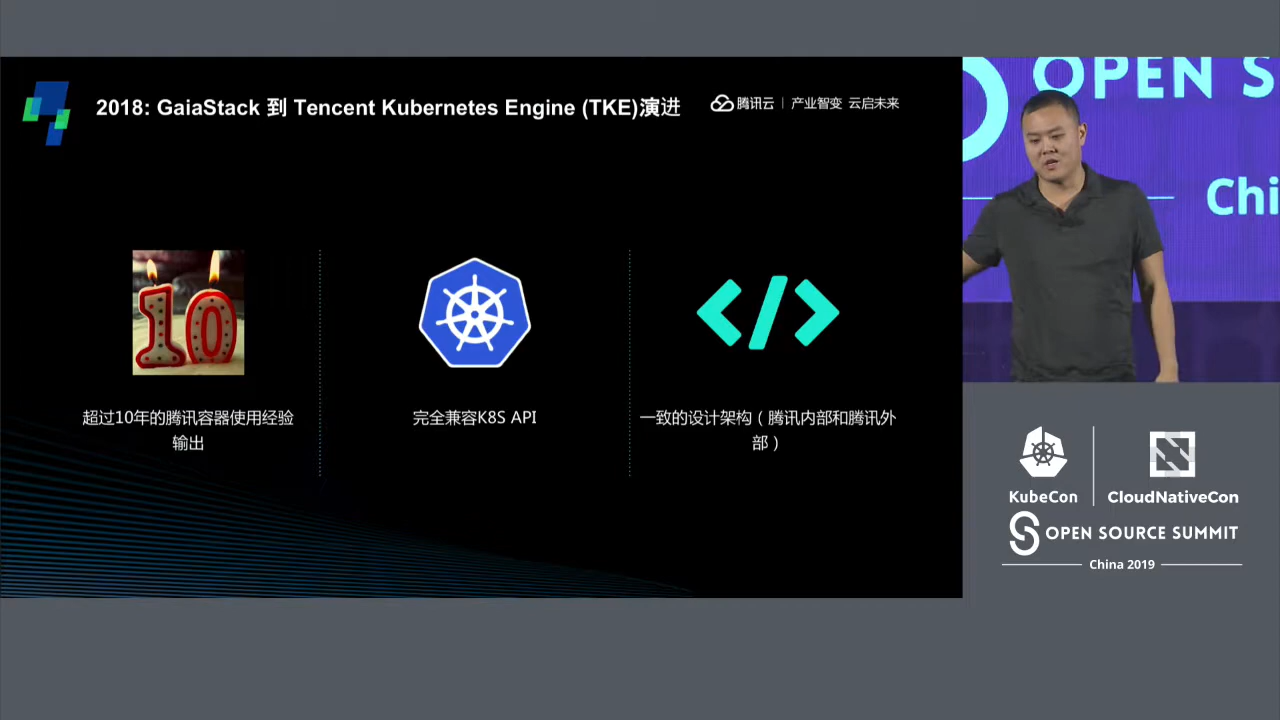 2018: GaiaStack 到 Tencent Kubernetes Engine (TKE)演进
腾讯云 | 产业智变 云启未来
10
超过10年的腾讯容器使用经验
输出
完全兼容K8S API
</>
一致的设计架构（腾讯内部和腾讯外
部）
OPEN S
Chi
KubeCon
CloudNativeCon
OPEN SOURCE SUMMIT
China 2019